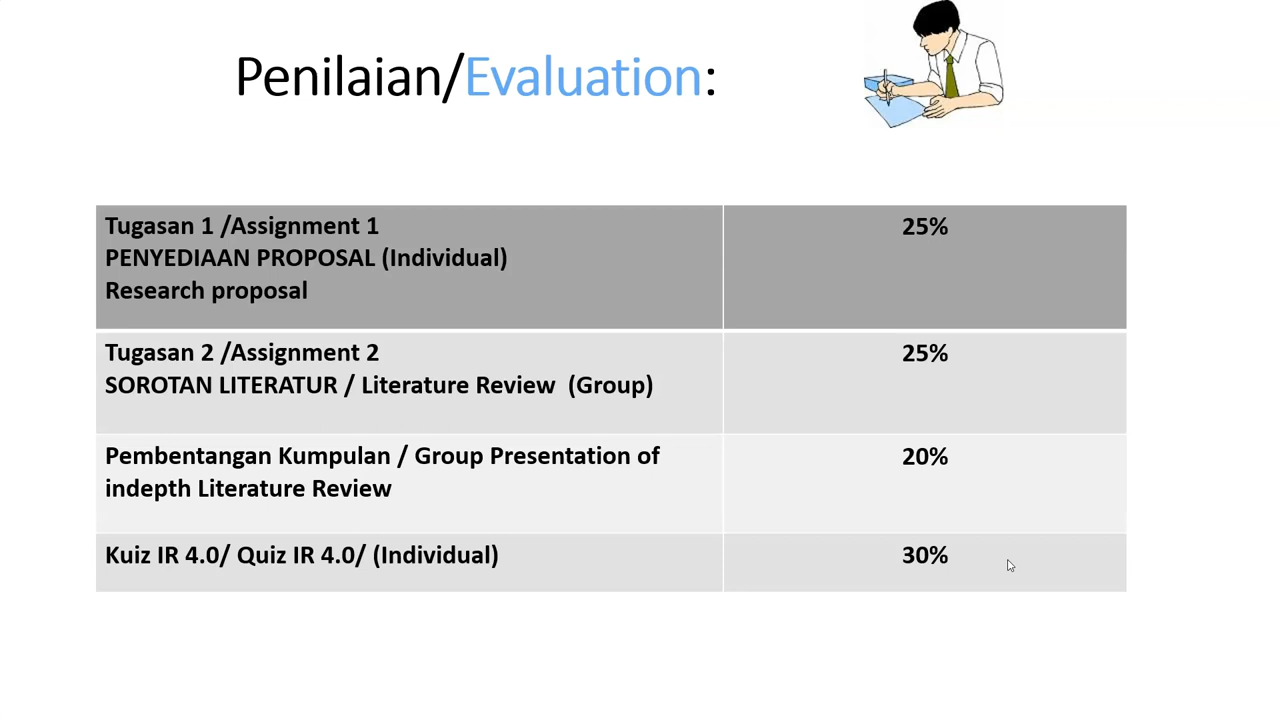 Penilaian/Evaluation:
Tugasan 1 /Assignment 1
PENYEDIAAN PROPOSAL (Individual)
Research proposal
25%
Tugasan 2 /Assignment 2
SOROTAN LITERATUR / Literature Review  (Group)
25%
Pembentangan Kumpulan / Group Presentation of
indepth Literature Review
20%
Kuiz IR 4.0/ Quiz IR 4.0/ (Individual)
30%